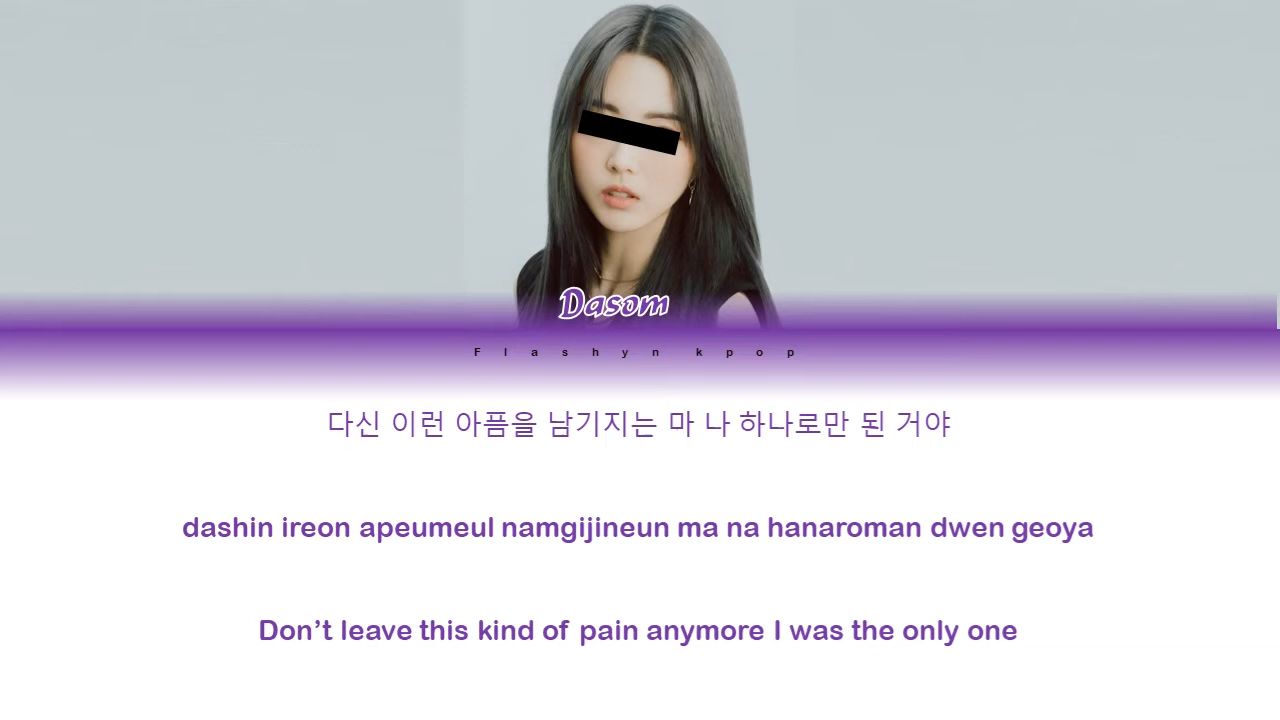 Dasom
Flashyn kpop
다신 이런 아픔을 남기지는 마 나 하나로만 된 거야
dashin ireon apeumeul namgijineun ma na hanaroman dwen geoya
Don’t leave this kind of pain anymore I was the only one